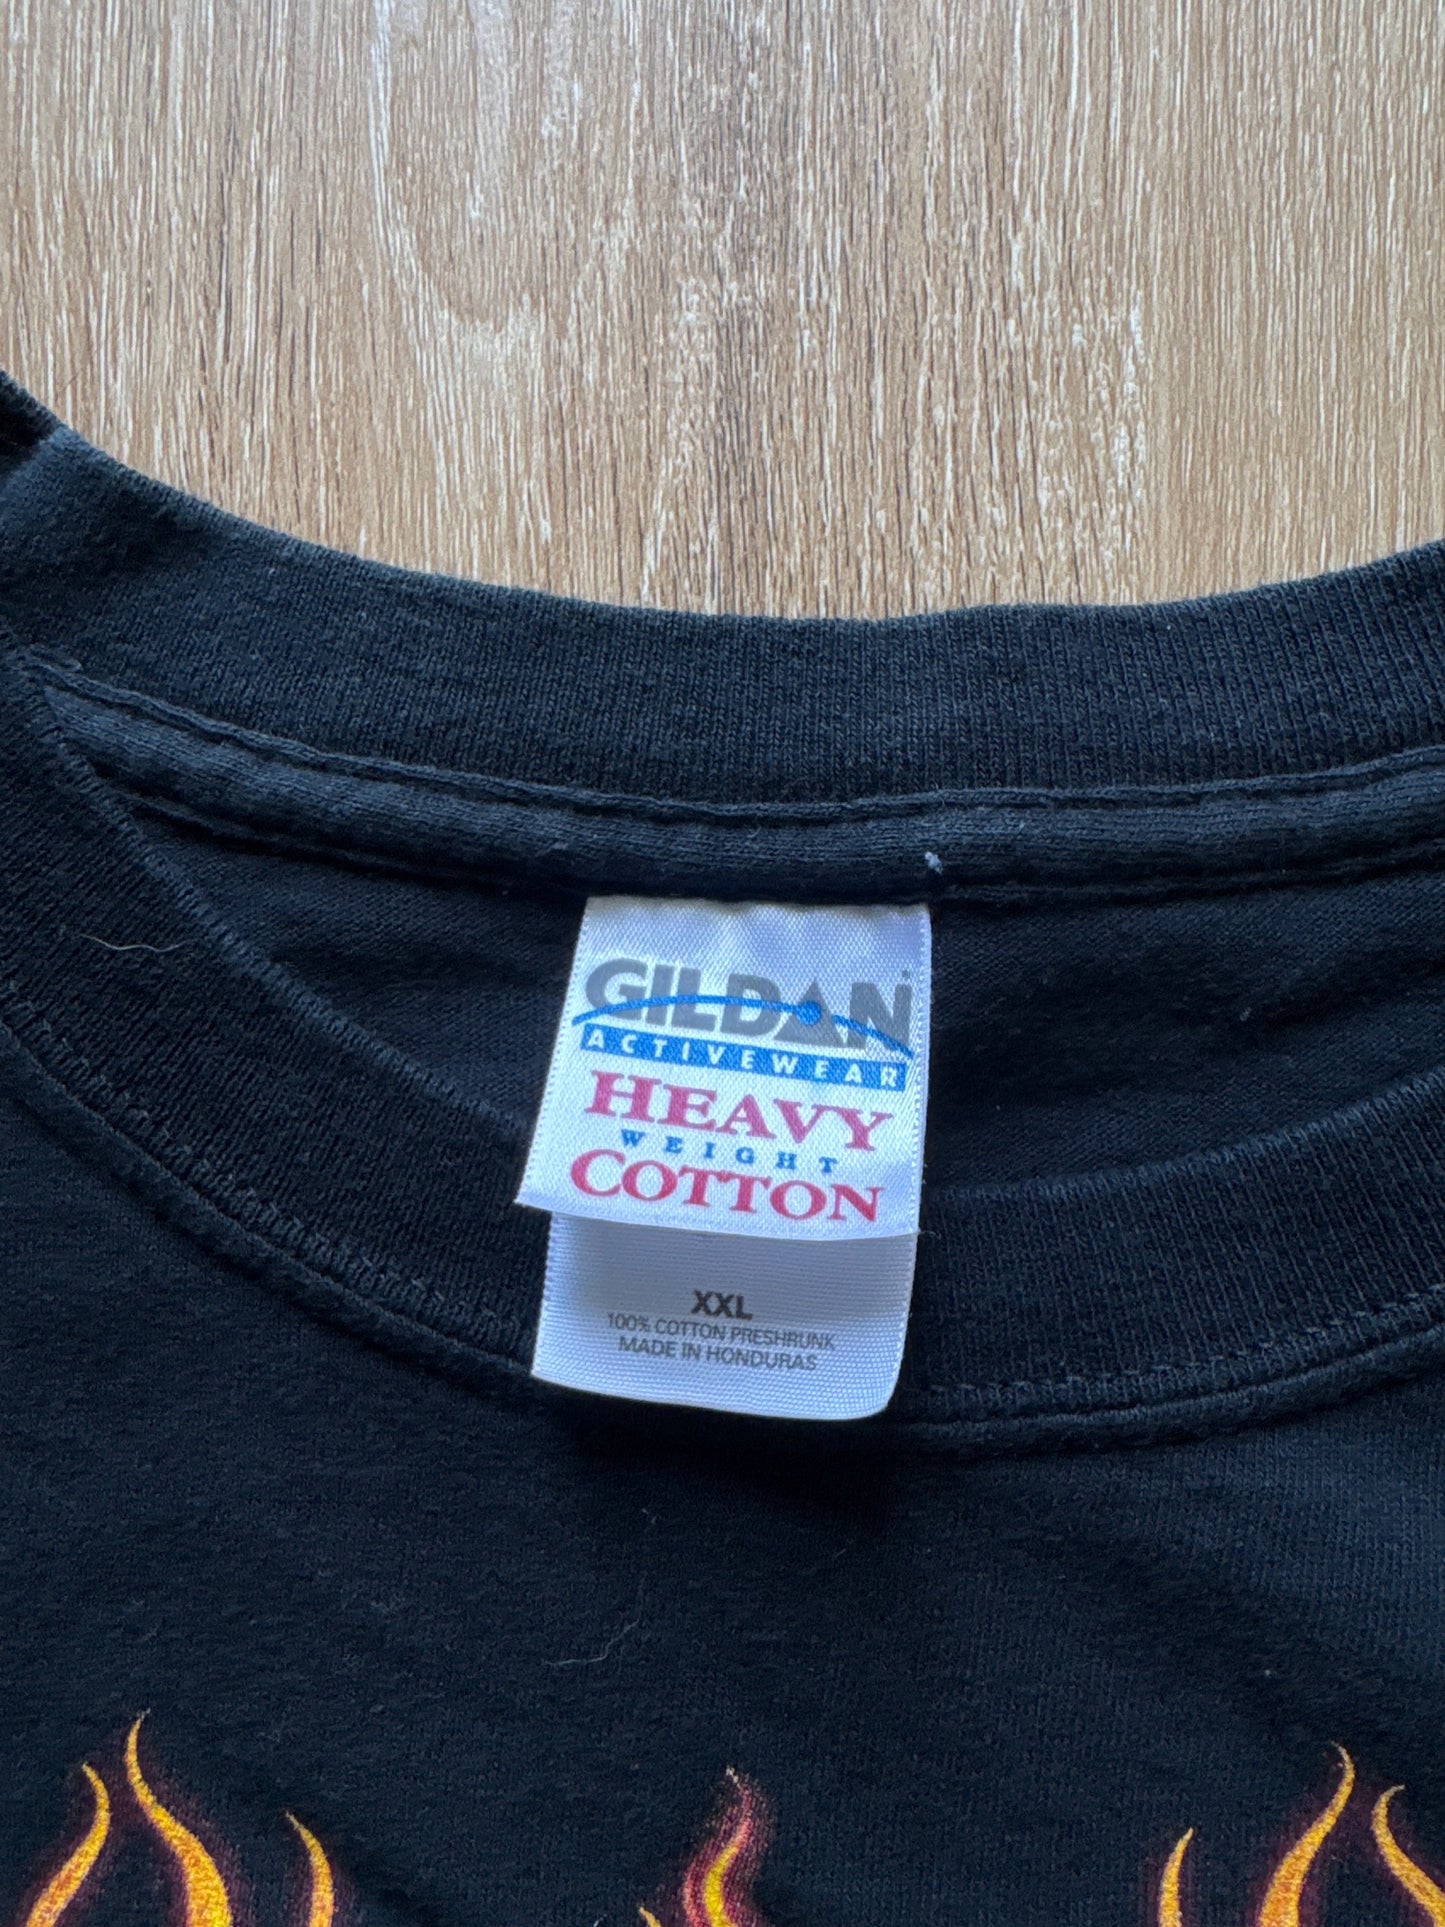 GILDAN
ACTIVEWEAR
HEAVY
WEIGHT
COTTON
XXL
100% COTTON PRESHRUNK
MADE IN HONDURAS